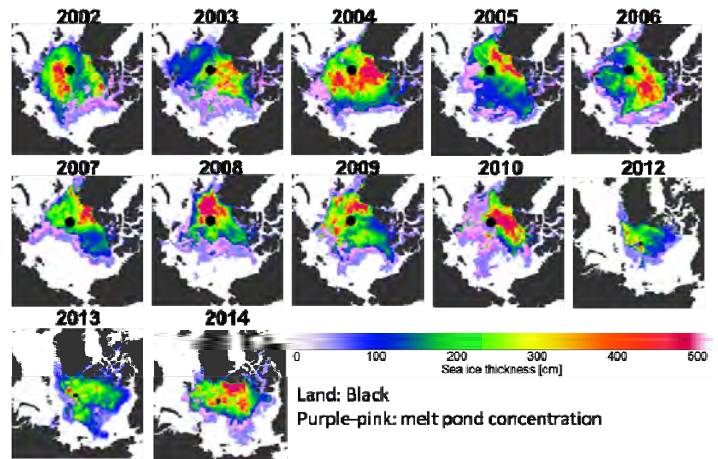 2002 2003 2004 2005 2006
2007 2008 2009 2010 2012
2013 2014
0 100 200 300 400 500
Sea ice thickness [cm]
Land: Black
Purple-pink: melt pond concentration